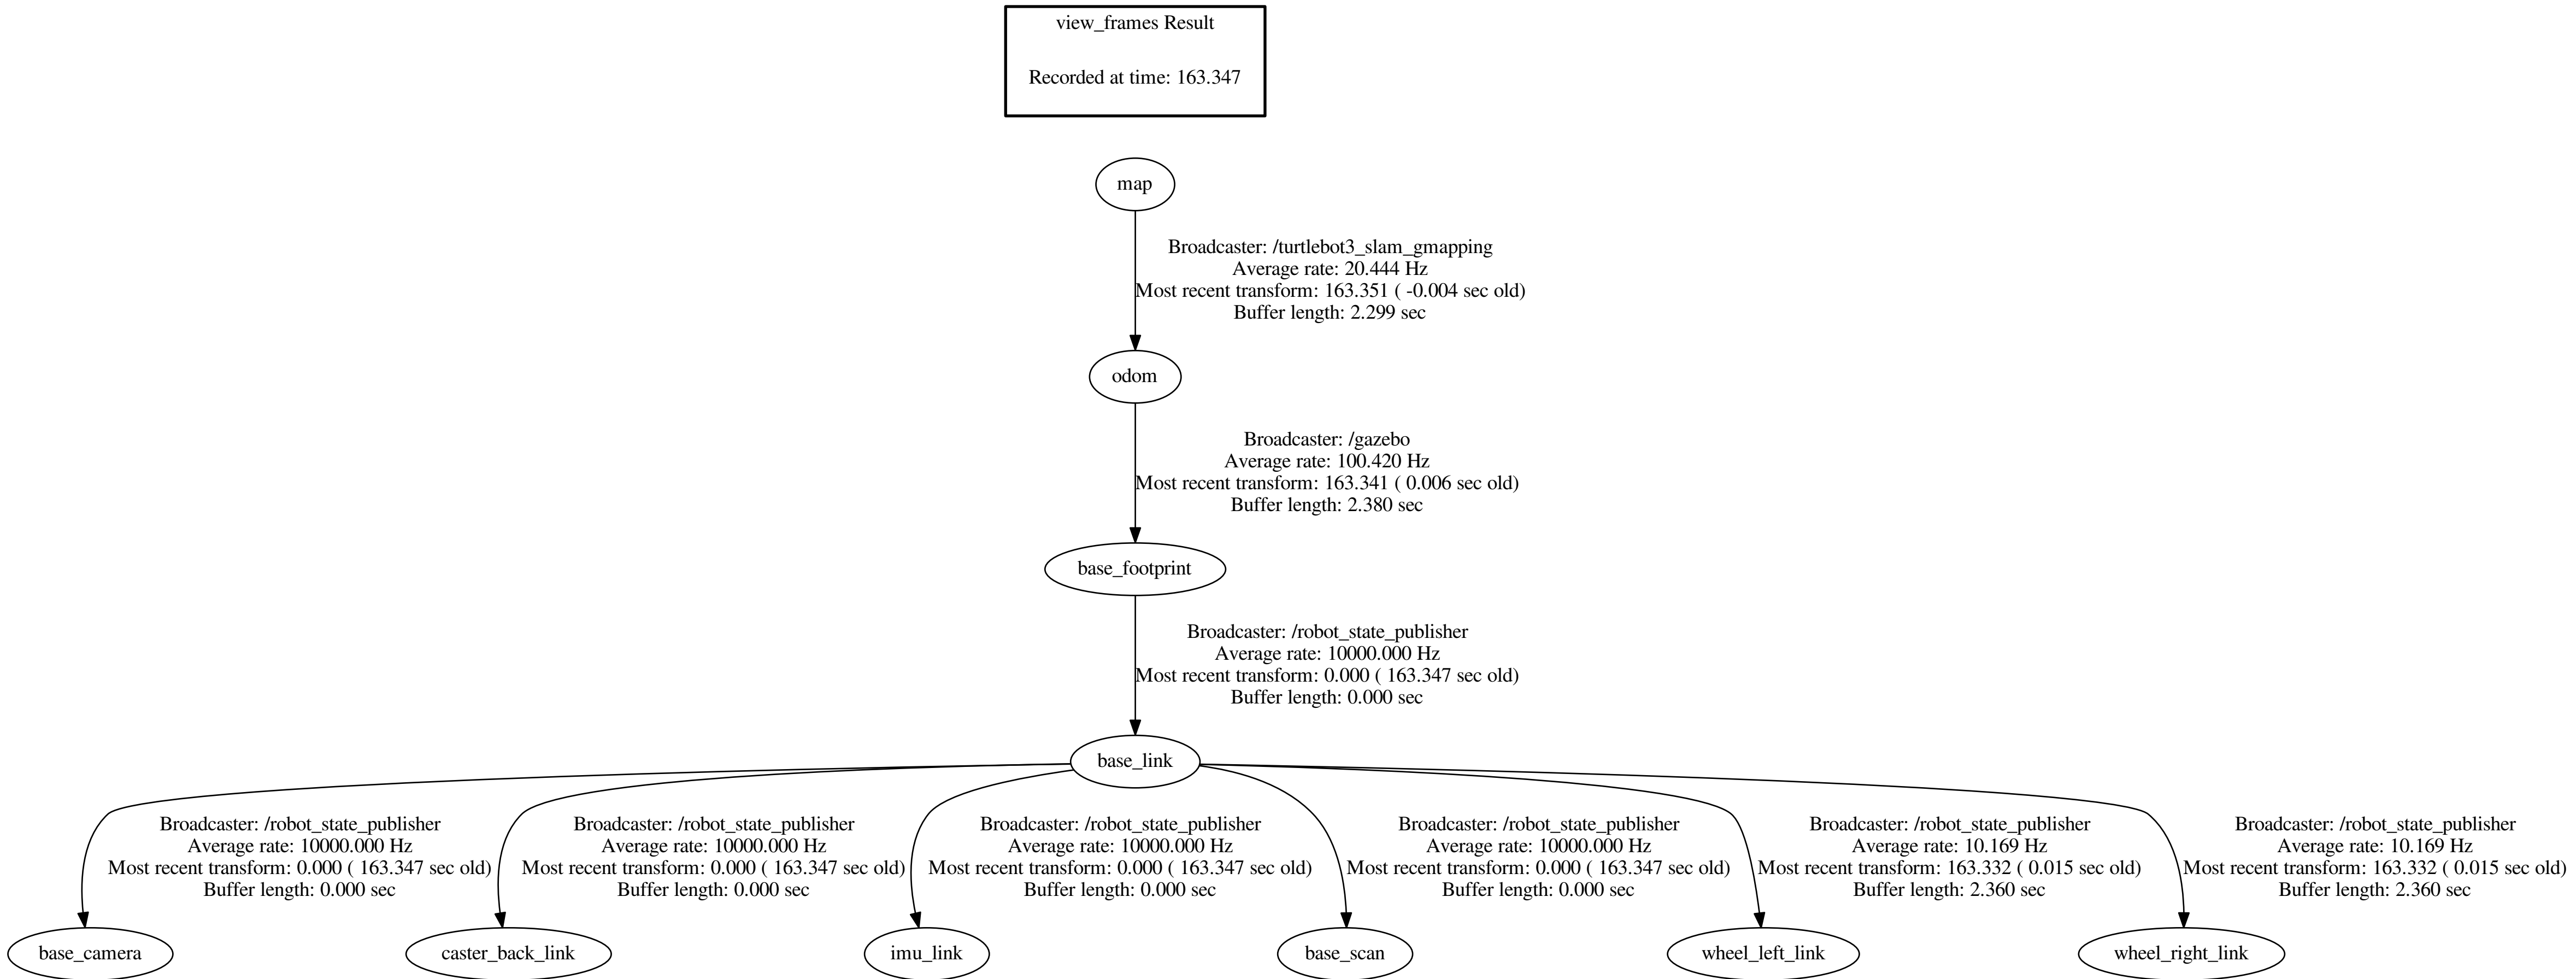 view_frames Result
Recorded at time: 163.347
map
Broadcaster: /turtlebot3_slam_gmapping
Average rate: 20.444 Hz
Most recent transform: 163.351 ( -0.004 sec old)
Buffer length: 2.299 sec
odom
Broadcaster: /gazebo
Average rate: 100.420 Hz
Most recent transform: 163.341 ( 0.006 sec old)
Buffer length: 2.380 sec
base_footprint
Broadcaster: /robot_state_publisher
Average rate: 10000.000 Hz
Most recent transform: 0.000 ( 163.347 sec old)
Buffer length: 0.000 sec
base_link
Broadcaster: /robot_state_publisher
Average rate: 10000.000 Hz
Most recent transform: 0.000 ( 163.347 sec old)
Buffer length: 0.000 sec
Broadcaster: /robot_state_publisher
Average rate: 10000.000 Hz
Most recent transform: 0.000 ( 163.347 sec old)
Buffer length: 0.000 sec
Broadcaster: /robot_state_publisher
Average rate: 10000.000 Hz
Most recent transform: 0.000 ( 163.347 sec old)
Buffer length: 0.000 sec
Broadcaster: /robot_state_publisher
Average rate: 10000.000 Hz
Most recent transform: 0.000 ( 163.347 sec old)
Buffer length: 0.000 sec
Broadcaster: /robot_state_publisher
Average rate: 10.169 Hz
Most recent transform: 163.332 ( 0.015 sec old)
Buffer length: 2.360 sec
Broadcaster: /robot_state_publisher
Average rate: 10.169 Hz
Most recent transform: 163.332 ( 0.015 sec old)
Buffer length: 2.360 sec
base_camera
caster_back_link
imu_link
base_scan
wheel_left_link
wheel_right_link